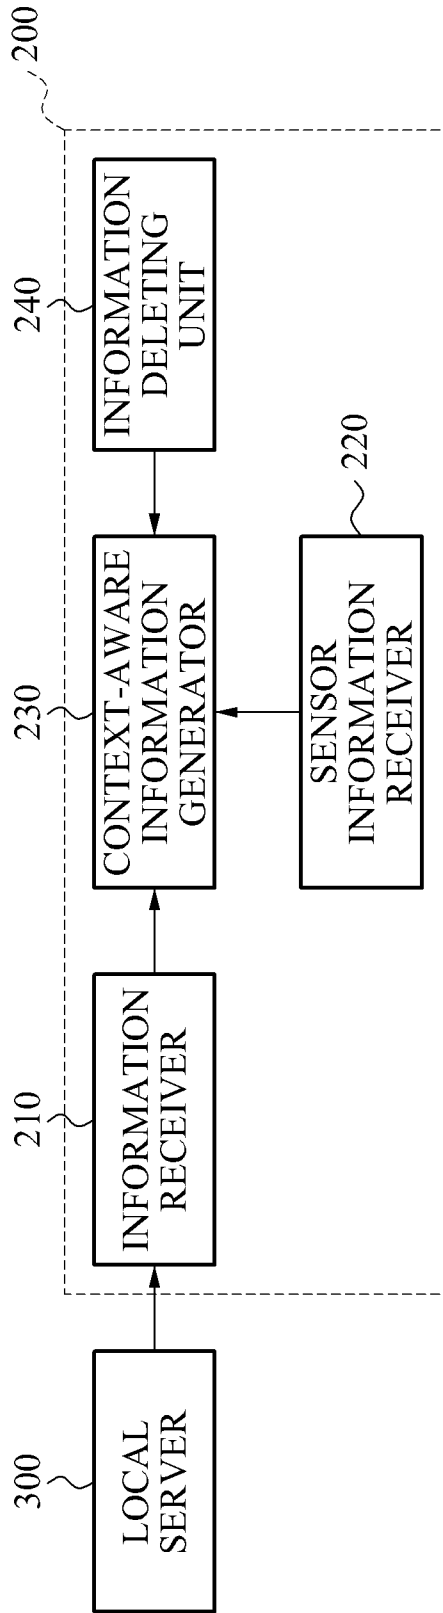 200
300
LOCAL
SERVER
210
INFORMATION
RECEIVER
230
CONTEXT-AWARE
INFORMATION
GENERATOR
240
INFORMATION
DELETING
UNIT
220
SENSOR
INFORMATION
RECEIVER